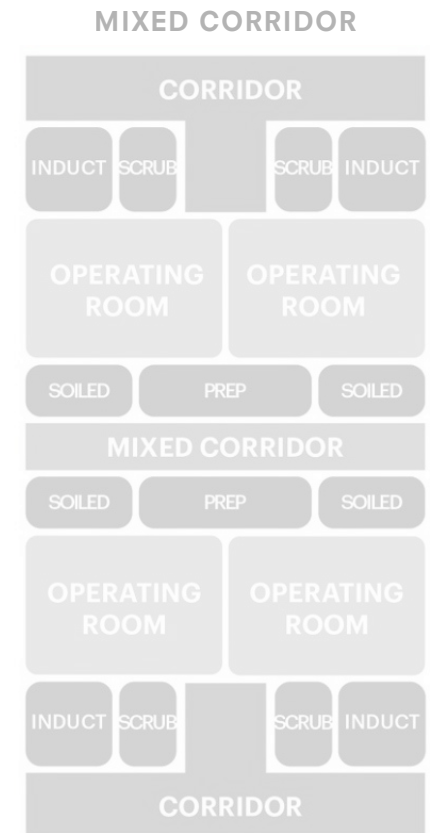 MIXED CORRIDOR
CORRIDOR
INDUCT SCRUB SCRUB INDUCT
OPERATING ROOM
OPERATING ROOM
SOILED PREP SOILED
MIXED CORRIDOR
SOILED PREP SOILED
OPERATING ROOM
OPERATING ROOM
INDUCT SCRUB SCRUB INDUCT
CORRIDOR